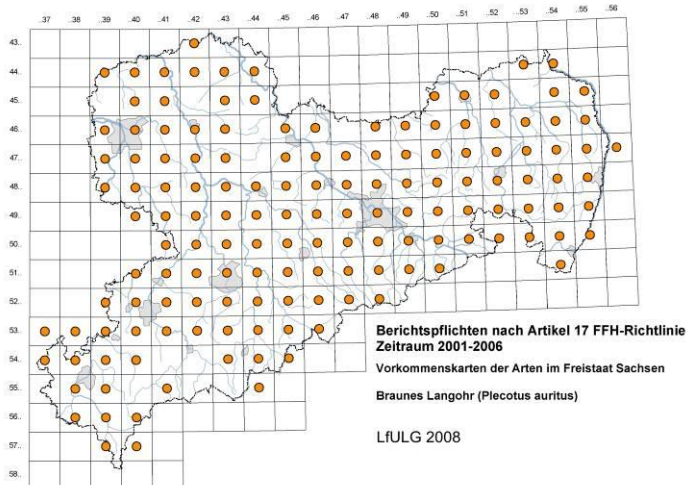 ..37 ..38 ..39 ..40 ..41 ..42 ..43 ..44 ..45 ..46 ..47 ..48 ..49 ..50 ..51 ..52 ..53 ..54 ..55 ..56
43..
44..
45..
46..
47..
48..
49..
50..
51..
52..
53..
54..
55..
56..
57..
58..
Berichtspflichten nach Artikel 17 FFH-Richtlinie
Zeitraum 2001-2006
Vorkommenskarten der Arten im Freistaat Sachsen
Braunes Langohr (Plecotus auritus)
LfULG 2008